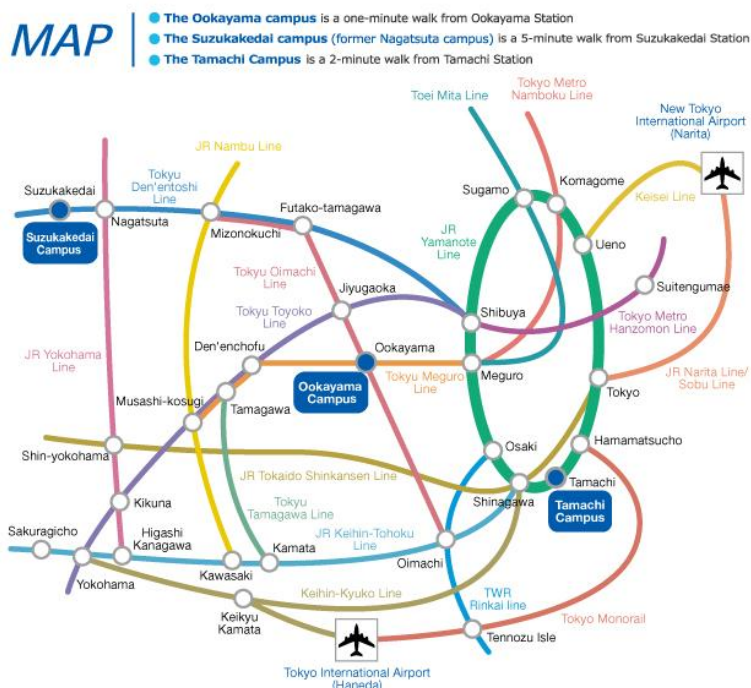 MAP
The Ookayama campus is a one-minute walk from Ookayama Station
The Suzukakedai campus (former Nagatsuta campus) is a 5-minute walk from Suzukakedai Station
The Tamachi Campus is a 2-minute walk from Tamachi Station
Toei Mita Line
Tokyo Metro
Namboku Line
New Tokyo
International Airport
(Narita)
JR Nambu Line
Tokyu
Den'entoshi
Line
Suzukakedai
Nagatsuta
Mizonokuchi
Futako-tamagawa
Sugamo
Komagome
Keisei Line
Suzukakedai
Campus
JR
Yamanote
Line
Ueno
Tokyu Oimachi
Line
Jiyugaoka
Suitengumae
Tokyu Toyoko
Line
Shibuya
Tokyo Metro
Hanzomon Line
JR Yokohama
Line
Den'enchofu
Ookayama
Ookayama
Campus
Tokyu Meguro
Line
Meguro
Tokyo
JR Narita Line/
Sobu Line
Musashi-kosugi
Tamagawa
Shin-yokohama
Osaki
Hamamatsucho
JR Tokaido Shinkansen Line
Shinagawa
Tamachi
Tamachi
Campus
Kikuna
Tokyu
Tamagawa Line
Sakuragicho
Higashi
Kanagawa
Kamata
JR Keihin-Tohoku
Line
Oimachi
Yokohama
Kawasaki
Keihin-Kyuko Line
TWR
Rinkai line
Keikyu
Kamata
Tokyo Monorail
Tennozu Isle
Tokyo International Airport
(Haneda)